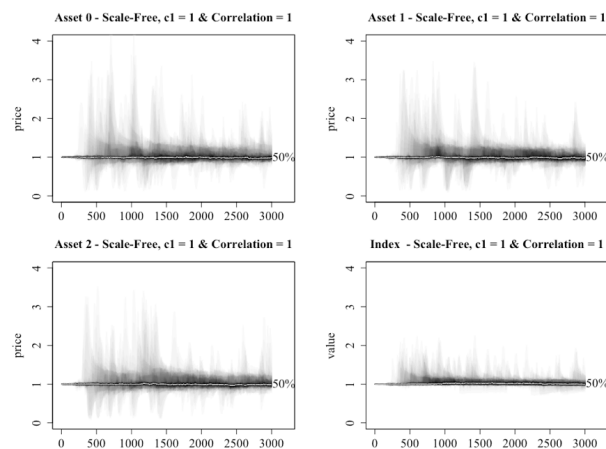 Asset 0 - Scale-Free, c1 = 1 & Correlation = 1
price
0 1 2 3 4
50%
0 500 1000 1500 2000 2500 3000
Asset 1 - Scale-Free, c1 = 1 & Correlation = 1
price
0 1 2 3 4
50%
0 500 1000 1500 2000 2500 3000
Asset 2 - Scale-Free, c1 = 1 & Correlation = 1
price
0 1 2 3 4
50%
0 500 1000 1500 2000 2500 3000
Index - Scale-Free, c1 = 1 & Correlation = 1
value
0 1 2 3 4
50%
0 500 1000 1500 2000 2500 3000